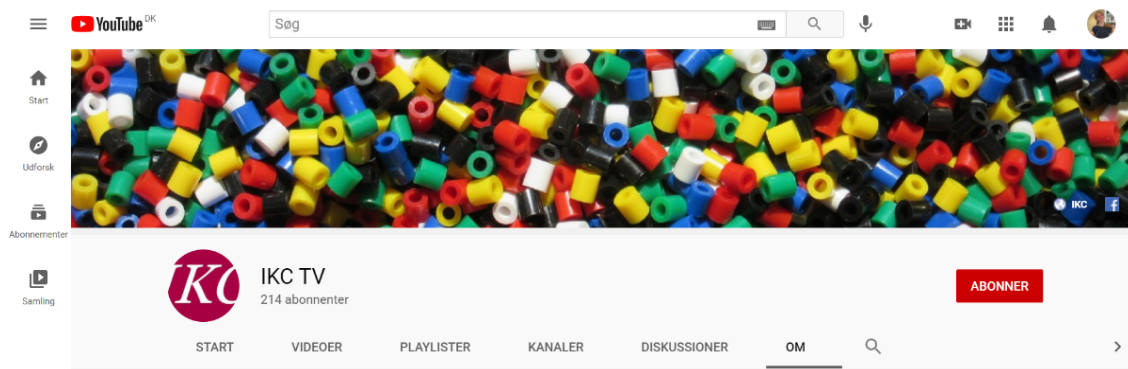 YouTube DK
Søg
Start
Udforsk
Abonnementer
Samling
IKC
IKC
IKC TV
214 abonnenter
ABONNER
START VIDEOER PLAYLISTER KANALER DISKUSSIONER OM